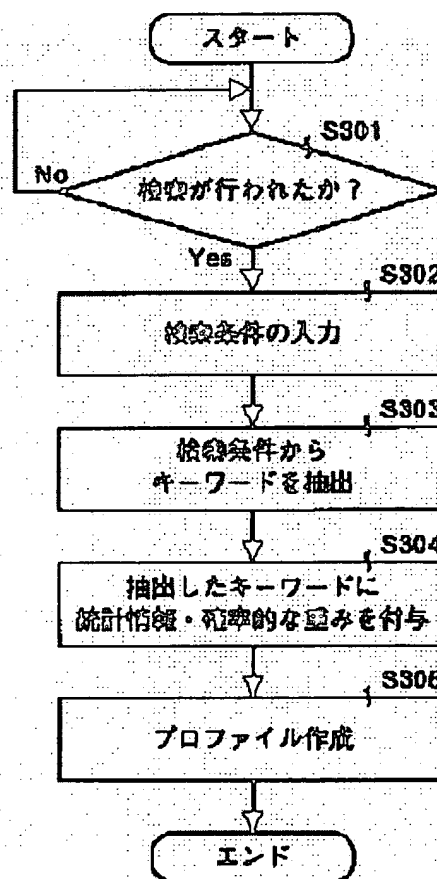 スタート
S301
検索が行われたか？
No
Yes
S302
検索条件の入力
S303
検索条件から
キーワードを抽出
S304
抽出したキーワードに
統計情報・確率的な重みを付与
S305
プロファイル作成
エンド